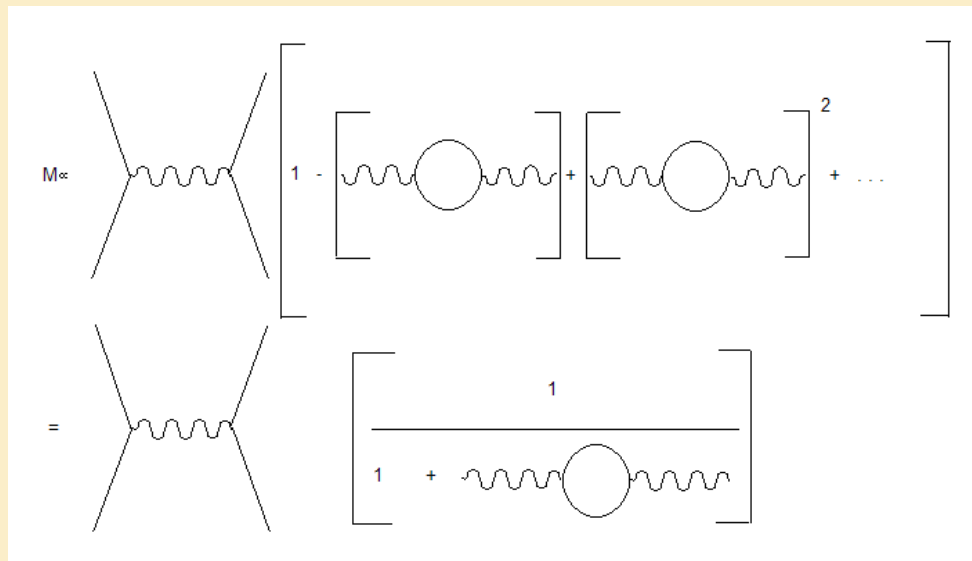 M∝
1 - + 2 + . . .
=
1
1 +